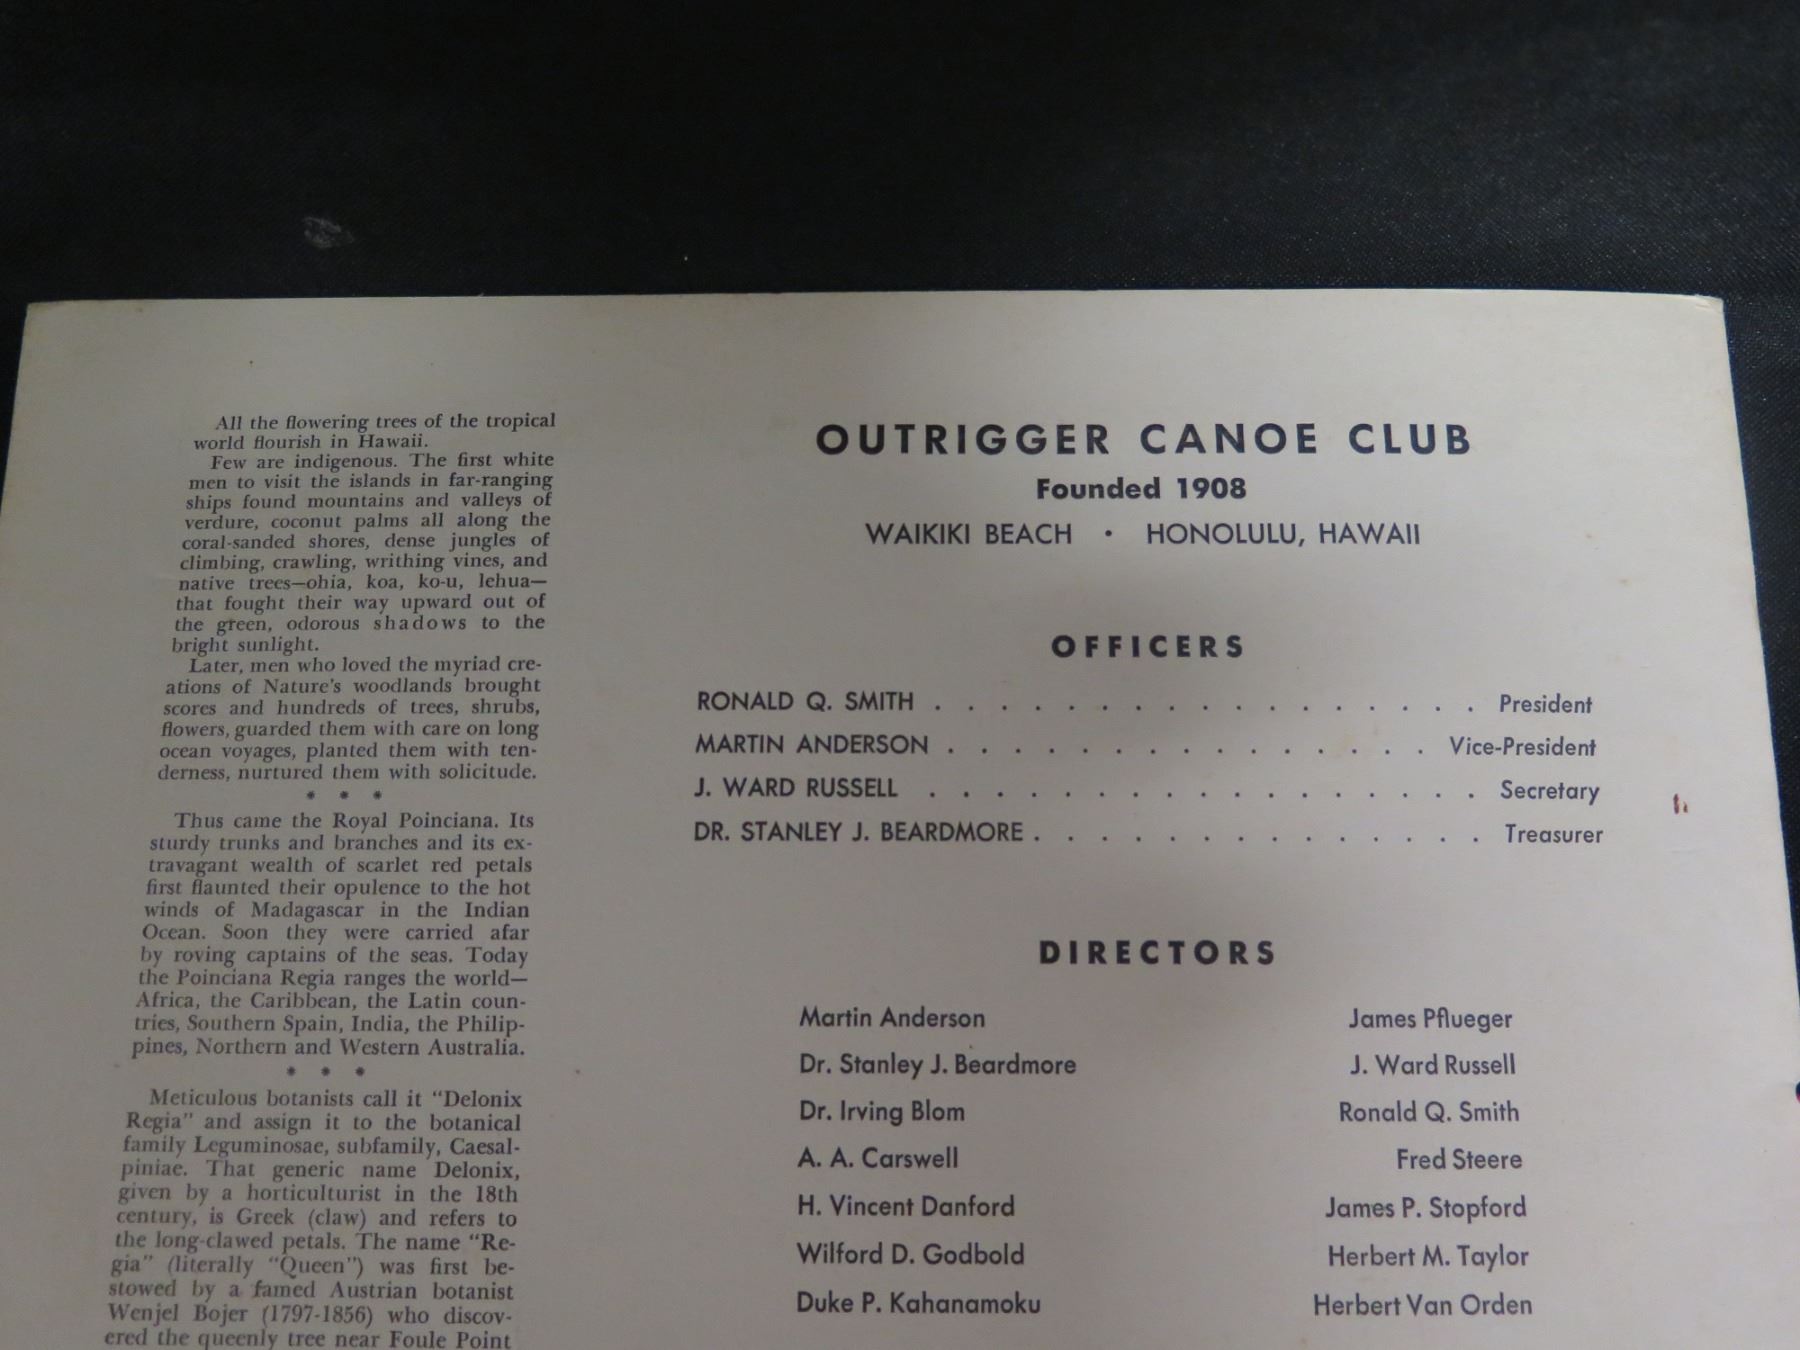 All the flowering trees of the tropical
world flourish in Hawaii.
Few are indigenous. The first white
men to visit the islands in far-ranging
ships found mountains and valleys of
verdure, coconut palms all along the
coral-sanded shores, dense jungles of
climbing, crawling, writhing vines, and
native trees—ohia, koa, ko-u, lehua—
that fought their way upward out of
the green, odorous shadows to the
bright sunlight.
Later, men who loved the myriad cre-
ations of Nature's woodlands brought
scores and hundreds of trees, shrubs,
flowers, guarded them with care on long
ocean voyages, planted them with ten-
derness, nurtured them with solicitude.
* * *
Thus came the Royal Poinciana. Its
sturdy trunks and branches and its ex-
travagant wealth of scarlet red petals
first flaunted their opulence to the hot
winds of Madagascar in the Indian
Ocean. Soon they were carried afar
by roving captains of the seas. Today
the Poinciana Regia ranges the world—
Africa, the Caribbean, the Latin coun-
tries, Southern Spain, India, the Philip-
pines, Northern and Western Australia.
* * *
Meticulous botanists call it "Delonix
Regia" and assign it to the botanical
family Leguminosae, subfamily, Caesal-
piniae. That generic name Delonix,
given by a horticulturist in the 18th
century, is Greek (claw) and refers to
the long-clawed petals. The name "Re-
gia" (literally "Queen") was first be-
stowed by a famed Austrian botanist
Wenjel Bojer (1797-1856) who discov-
ered the queenly tree near Foule Point
OUTRIGGER CANOE CLUB
Founded 1908
WAIKIKI BEACH • HONOLULU, HAWAII
OFFICERS
RONALD Q. SMITH . . . . . . . . . . . . . . . . . President
MARTIN ANDERSON . . . . . . . . . . . . . . . Vice-President
J. WARD RUSSELL . . . . . . . . . . . . . . . . . Secretary
DR. STANLEY J. BEARDMORE . . . . . . . . . . . . . . Treasurer
DIRECTORS
Martin Anderson
Dr. Stanley J. Beardmore
Dr. Irving Blom
A. A. Carswell
H. Vincent Danford
Wilford D. Godbold
Duke P. Kahanamoku
James Pflueger
J. Ward Russell
Ronald Q. Smith
Fred Steere
James P. Stopford
Herbert M. Taylor
Herbert Van Orden